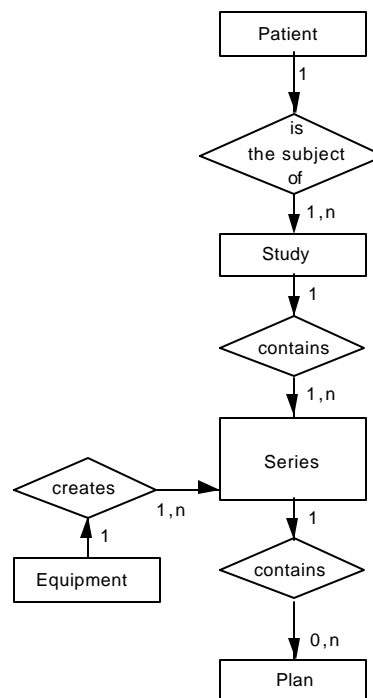 Patient
1
is
the subject
of
1,n
Study
1
contains
1,n
Series
creates
1,n
1
1
Equipment
contains
0,n
Plan